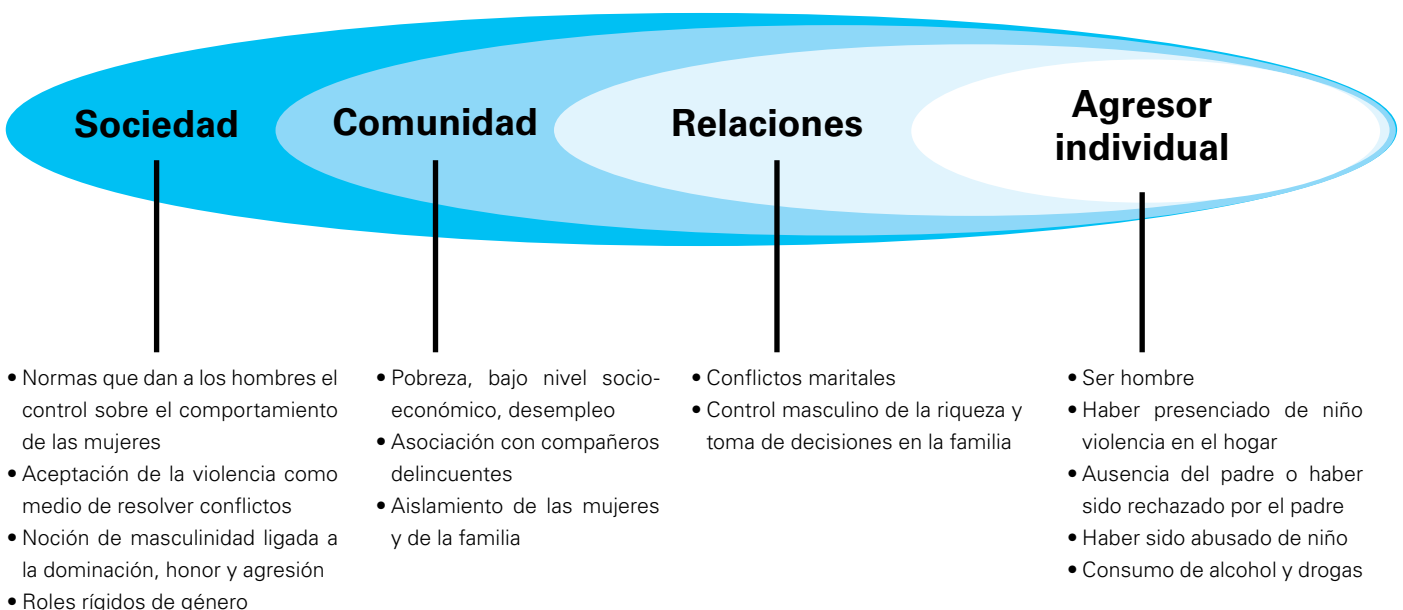 Sociedad
Comunidad
Relaciones
Agresor
individual
• Normas que dan a los hombres el
control sobre el comportamiento
de las mujeres
• Aceptación de la violencia como
medio de resolver conflictos
• Noción de masculinidad ligada a
la dominación, honor y agresión
• Roles rígidos de género
• Pobreza, bajo nivel socio-
económico, desempleo
• Asociación con compañeros
delincuentes
• Aislamiento de las mujeres
y de la familia
• Conflictos maritales
• Control masculino de la riqueza y
toma de decisiones en la familia
• Ser hombre
• Haber presenciado de niño
violencia en el hogar
• Ausencia del padre o haber
sido rechazado por el padre
• Haber sido abusado de niño
• Consumo de alcohol y drogas